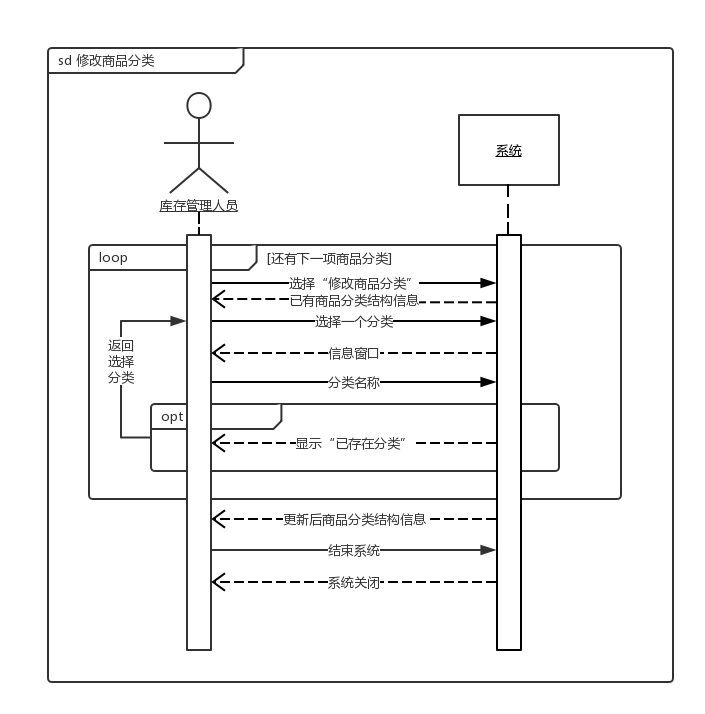 sd 修改商品分类
系统
库存管理人员
loop
[还有下一项商品分类]
选择“修改商品分类”
已有商品分类结构信息
选择一个分类
返回
选择
分类
信息窗口
分类名称
opt
显示“已存在分类”
更新后商品分类结构信息
结束系统
系统关闭